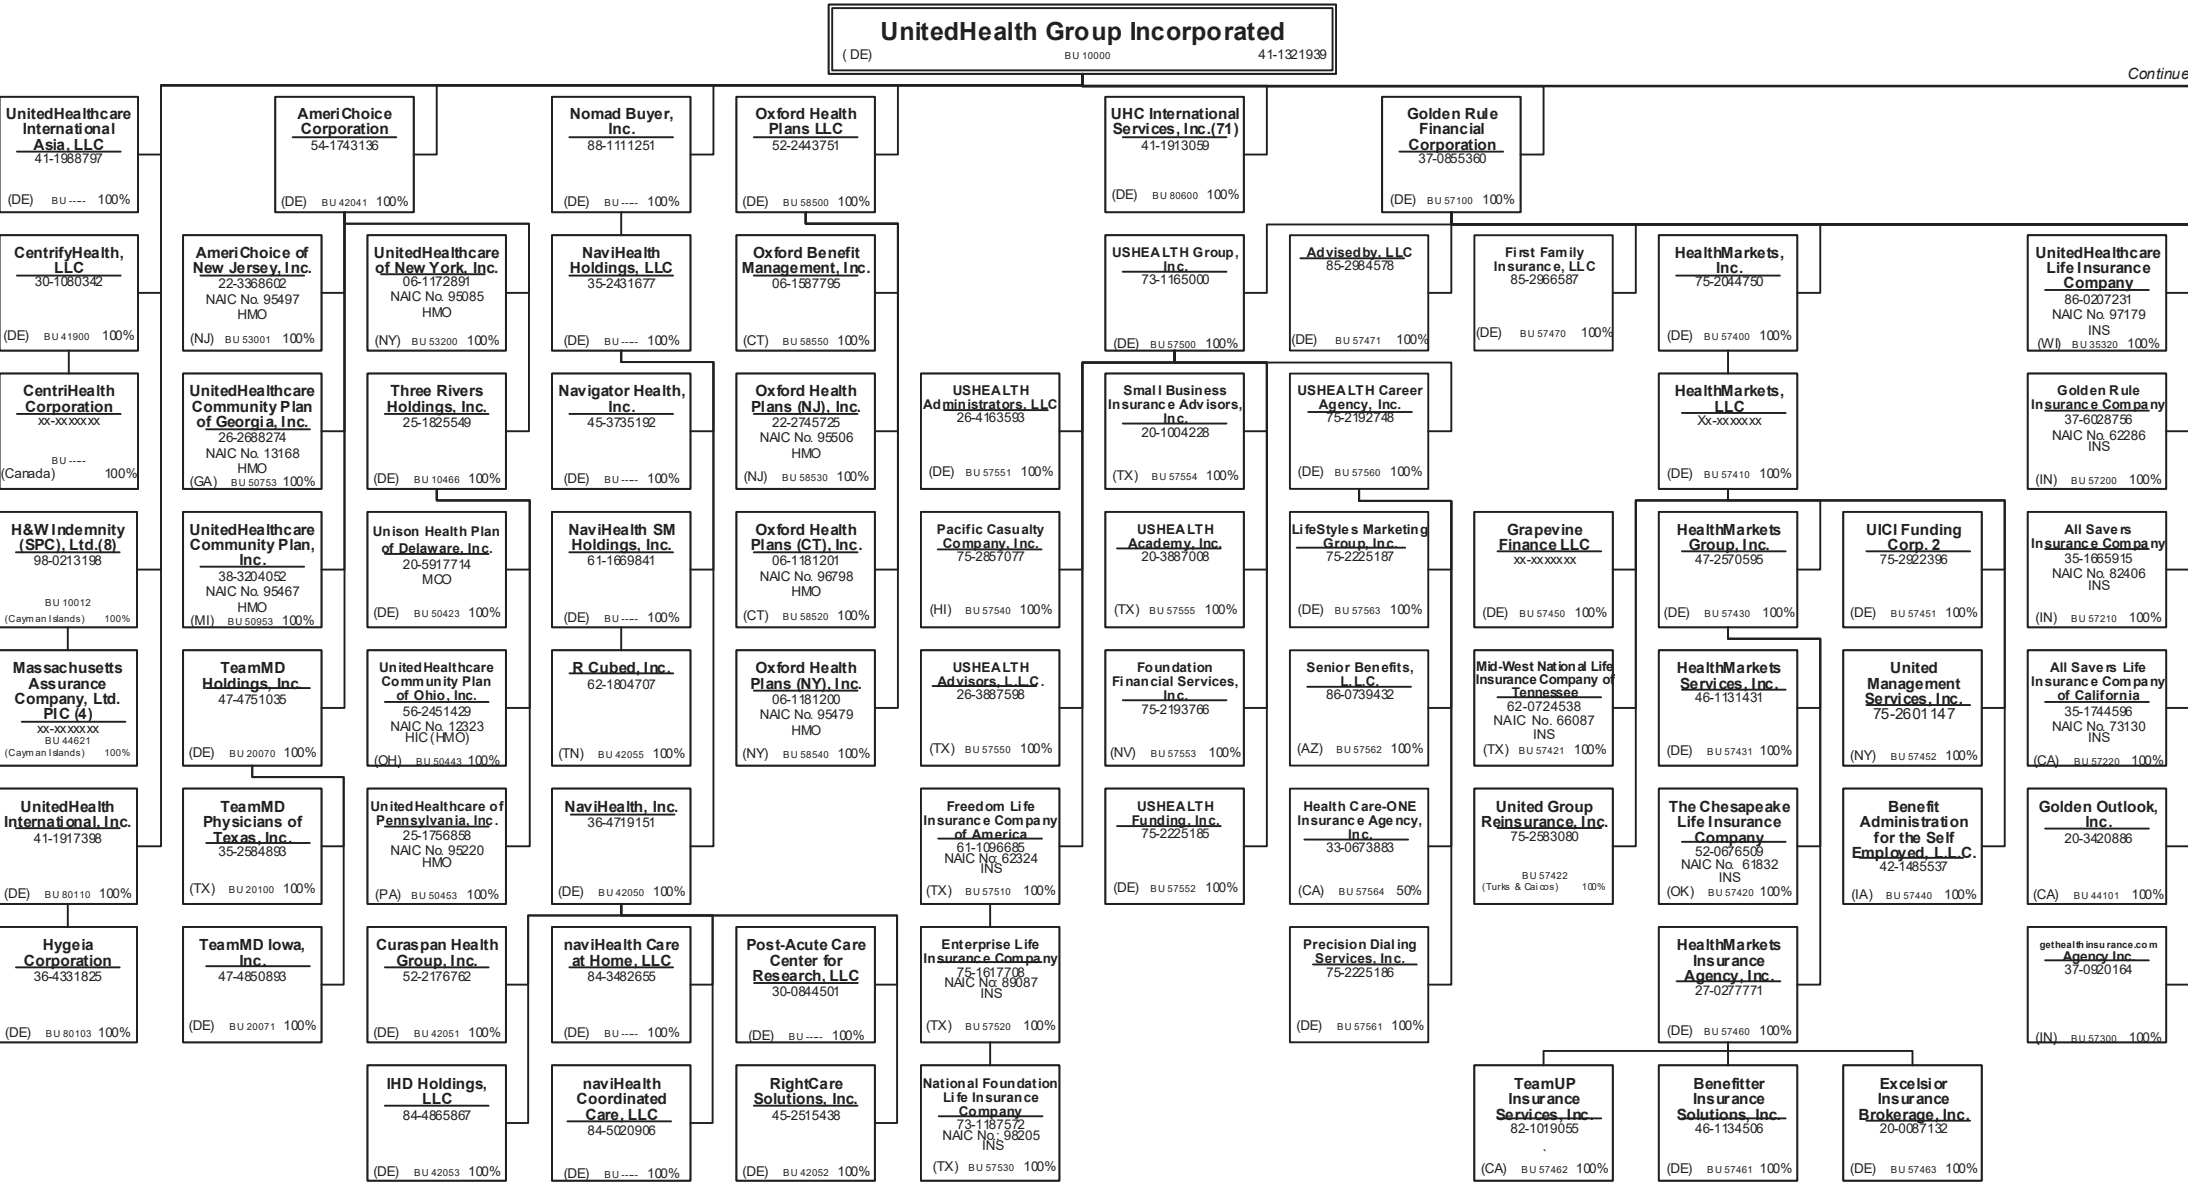 UnitedHealth Group Incorporated
( DE) BU 10000 41-1321939
Continue
UnitedHealthcare
International
Asia, LLC
41-1988797
(DE) BU ---- 100%
AmeriChoice
Corporation
54-1743136
(DE) BU 42041 100%
Nomad Buyer,
Inc.
88-1111251
(DE) BU ---- 100%
Oxford Health
Plans LLC
52-2443751
(DE) BU 58500 100%
UHC International
Services, Inc.(71)
41-1913059
(DE) BU 80600 100%
Golden Rule
Financial
Corporation
37-0855360
(DE) BU 57100 100%
CentrifyHealth,
LLC
30-1080342
(DE) BU 41900 100%
AmeriChoice of
New Jersey, Inc.
22-3368602
NAIC No. 95497
HMO
(NJ) BU 53001 100%
UnitedHealthcare
of New York, Inc.
06-1172891
NAIC No. 95085
HMO
(NY) BU 53200 100%
NaviHealth
Holdings, LLC
35-2431677
(DE) BU ---- 100%
Oxford Benefit
Management, Inc.
06-1587795
(CT) BU 58550 100%
USHEALTH Group,
Inc.
73-1165000
(DE) BU 57500 100%
Advisedby, LLC
85-2984578
(DE) BU 57471 100%
First Family
Insurance, LLC
85-2966587
(DE) BU 57470 100%
HealthMarkets,
Inc.
75-2044750
(DE) BU 57400 100%
UnitedHealthcare
Life Insurance
Company
86-0207231
NAIC No. 97179
INS
(WI) BU 35320 100%
CentriHealth
Corporation
xx-xxxxxxx
BU ----
(Canada) 100%
UnitedHealthcare
Community Plan
of Georgia, Inc.
26-2688274
NAIC No. 13168
HMO
(GA) BU 50753 100%
Three Rivers
Holdings, Inc.
25-1825549
(DE) BU 10466 100%
Navigator Health,
Inc.
45-3735192
(DE) BU ---- 100%
Oxford Health
Plans (NJ), Inc.
22-2745725
NAIC No. 95506
HMO
(NJ) BU 58530 100%
USHEALTH
Administrators, LLC
26-4163593
(DE) BU 57551 100%
Small Business
Insurance Advisors,
Inc.
20-1004228
(TX) BU 57554 100%
USHEALTH Career
Agency, Inc.
75-2192748
(DE) BU 57560 100%
HealthMarkets,
LLC
Xx-xxxxxxx
(DE) BU 57410 100%
Golden Rule
Insurance Company
37-6028756
NAIC No. 62286
INS
(IN) BU 57200 100%
H&W Indemnity
(SPC), Ltd.(8)
98-0213198
BU 10012
(Cayman Islands) 100%
UnitedHealthcare
Community Plan,
Inc.
38-3204052
NAIC No. 95467
HMO
(MI) BU 50953 100%
Unison Health Plan
of Delaware, Inc.
20-5917714
MCO
(DE) BU 50423 100%
NaviHealth SM
Holdings, Inc.
61-1669841
(DE) BU ---- 100%
Oxford Health
Plans (CT), Inc.
06-1181201
NAIC No. 96798
HMO
(CT) BU 58520 100%
Pacific Casualty
Company, Inc.
75-2857077
(HI) BU 57540 100%
USHEALTH
Academy, Inc.
20-3887008
(TX) BU 57555 100%
LifeStyles Marketing
Group, Inc.
75-2225187
(DE) BU 57563 100%
Grapevine
Finance LLC
xx-xxxxxxx
(DE) BU 57450 100%
HealthMarkets
Group, Inc.
47-2570595
(DE) BU 57430 100%
UICI Funding
Corp. 2
75-2922396
(DE) BU 57451 100%
All Savers
Insurance Company
35-1665915
NAIC No. 82406
INS
(IN) BU 57210 100%
Massachusetts
Assurance
Company, Ltd.
PIC (4)
xx-xxxxxxx
BU 44621
(Cayman Islands) 100%
TeamMD
Holdings, Inc.
47-4751035
(DE) BU 20070 100%
UnitedHealthcare
Community Plan
of Ohio, Inc.
56-2451429
NAIC No. 12323
HIC (HMO)
(OH) BU 50443 100%
R Cubed, Inc.
62-1804707
(TN) BU 42055 100%
Oxford Health
Plans (NY), Inc.
06-1181200
NAIC No. 95479
HMO
(NY) BU 58540 100%
USHEALTH
Advisors, L.L.C.
26-3887598
(TX) BU 57550 100%
Foundation
Financial Services,
Inc.
75-2193766
(NV) BU 57553 100%
Senior Benefits,
L.L.C.
86-0739432
(AZ) BU 57562 100%
Mid-West National Life
Insurance Company of
Tennessee
62-0724538
NAIC No. 66087
INS
(TX) BU 57421 100%
HealthMarkets
Services, Inc.
46-1131431
(DE) BU 57431 100%
United
Management
Services, Inc.
75-2601147
(NY) BU 57452 100%
All Savers Life
Insurance Company
of California
35-1744596
NAIC No. 73130
INS
(CA) BU 57220 100%
UnitedHealth
International, Inc.
41-1917398
(DE) BU 80110 100%
TeamMD
Physicians of
Texas, Inc.
35-2584893
(TX) BU 20100 100%
UnitedHealthcare of
Pennsylvania, Inc.
25-1756858
NAIC No. 95220
HMO
(PA) BU 50453 100%
NaviHealth, Inc.
36-4719151
(DE) BU 42050 100%
Freedom Life
Insurance Company
of America
61-1096685
NAIC No: 62324
INS
(TX) BU 57510 100%
USHEALTH
Funding, Inc.
75-2225185
(DE) BU 57552 100%
Health Care-ONE
Insurance Agency,
Inc.
33-0673883
(CA) BU 57564 50%
United Group
Reinsurance, Inc.
75-2583080
BU 57422
(Turks & Caicos) 100%
The Chesapeake
Life Insurance
Company
52-0676509
NAIC No. 61832
INS
(OK) BU 57420 100%
Benefit
Administration
for the Self
Employed, L.L.C.
42-1485537
(IA) BU 57440 100%
Golden Outlook,
Inc.
20-3420886
(CA) BU 44101 100%
Hygeia
Corporation
36-4331825
(DE) BU 80103 100%
TeamMD Iowa,
Inc.
47-4850893
(DE) BU 20071 100%
Curaspan Health
Group, Inc.
52-2176762
(DE) BU 42051 100%
naviHealth Care
at Home, LLC
84-3482655
(DE) BU ---- 100%
Post-Acute Care
Center for
Research, LLC
30-0844501
(DE) BU ---- 100%
Enterprise Life
Insurance Company
75-1617708
NAIC No: 89087
INS
(TX) BU 57520 100%
Precision Dialing
Services, Inc.
75-2225186
(DE) BU 57561 100%
HealthMarkets
Insurance
Agency, Inc.
27-0277771
(DE) BU 57460 100%
gethealthinsurance.com
Agency Inc.
37-0920164
(IN) BU 57300 100%
IHD Holdings,
LLC
84-4865867
(DE) BU 42053 100%
naviHealth
Coordinated
Care, LLC
84-5020906
(DE) BU ---- 100%
RightCare
Solutions, Inc.
45-2515438
(DE) BU 42052 100%
National Foundation
Life Insurance
Company
73-1187572
NAIC No.: 98205
INS
(TX) BU 57530 100%
TeamUP
Insurance
Services, Inc.
82-1019055
(CA) BU 57462 100%
Benefitter
Insurance
Solutions, Inc.
46-1134506
(DE) BU 57461 100%
Excelsior
Insurance
Brokerage, Inc.
20-0087132
(DE) BU 57463 100%